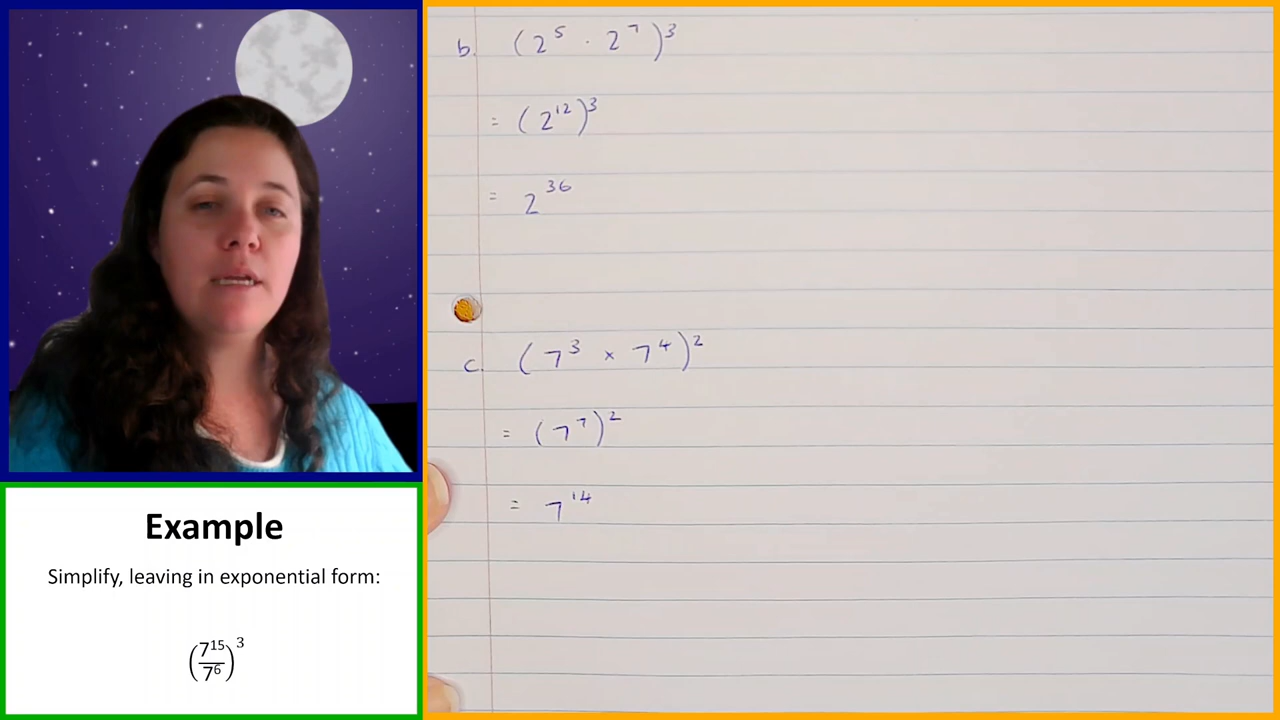 b. (2⁵ · 2⁷)³
= (2¹²)³
= 2³⁶
c. (7³ × 7⁴)²
= (7⁷)²
= 7¹⁴
Example
Simplify, leaving in exponential form:
(7¹⁵/7⁶)³